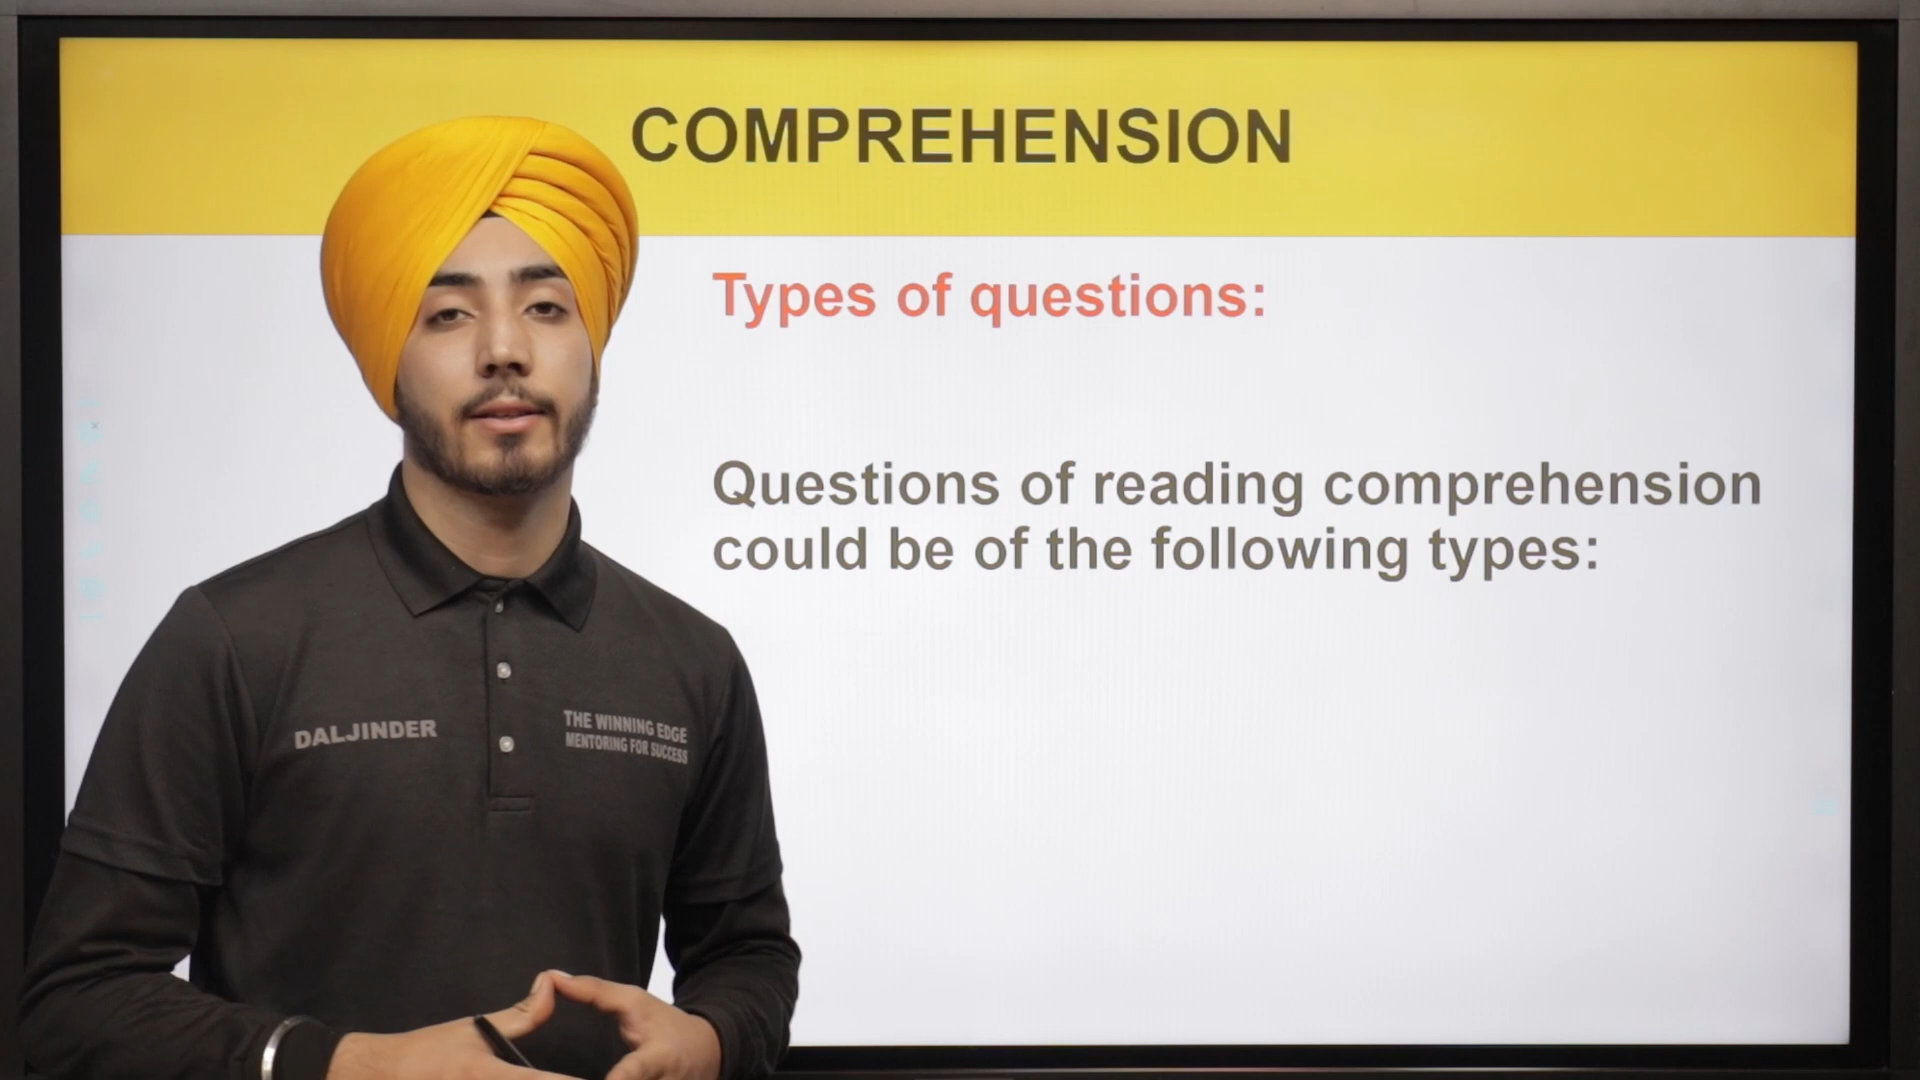 COMPREHENSION
Types of questions:
Questions of reading comprehension
could be of the following types:
DALJINDER
THE WINNING EDGE
MENTORING FOR SUCCESS